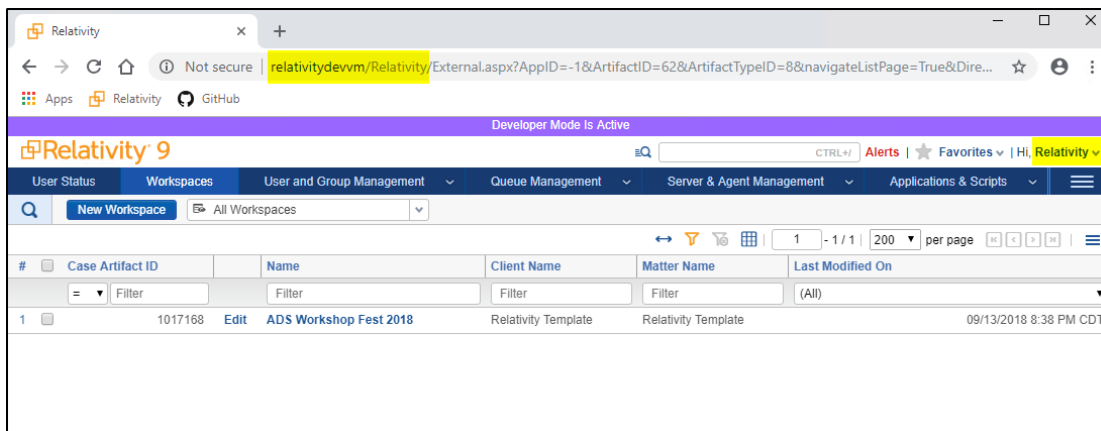 Relativity
Not secure | relativitydevvm/Relativity/External.aspx?AppID=-1&ArtifactID=62&ArtifactTypeID=8&navigateListPage=True&Dire...
Apps Relativity GitHub
Developer Mode Is Active
Relativity 9 CTRL+/ Alerts | Favorites | Hi, Relativity
User Status Workspaces User and Group Management Queue Management Server & Agent Management Applications & Scripts
New Workspace All Workspaces
1 - 1 / 1 | 200 per page
# Case Artifact ID Name Client Name Matter Name Last Modified On
= Filter Filter Filter Filter (All)
1 1017168 Edit ADS Workshop Fest 2018 Relativity Template Relativity Template 09/13/2018 8:38 PM CDT